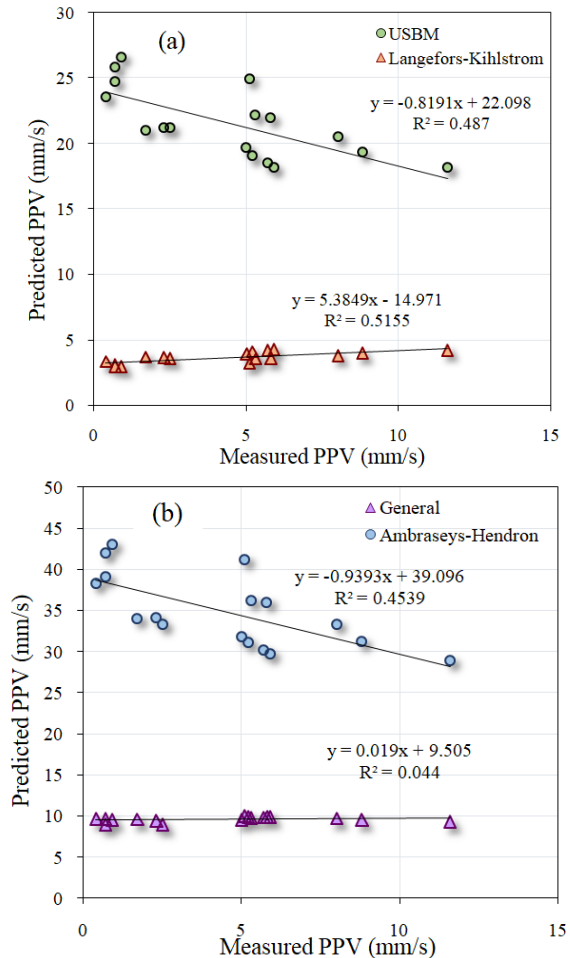 (a)
USBM
Langefors-Kihlstrom
y = -0.8191x + 22.098
R² = 0.487
y = 5.3849x - 14.971
R² = 0.5155
Predicted PPV (mm/s)
30
25
20
15
10
5
0
0 5 10 15
Measured PPV (mm/s)
(b)
General
Ambraseys-Hendron
y = -0.9393x + 39.096
R² = 0.4539
y = 0.019x + 9.505
R² = 0.044
Predicted PPV (mm/s)
50
45
40
35
30
25
20
15
10
5
0
0 5 10 15
Measured PPV (mm/s)